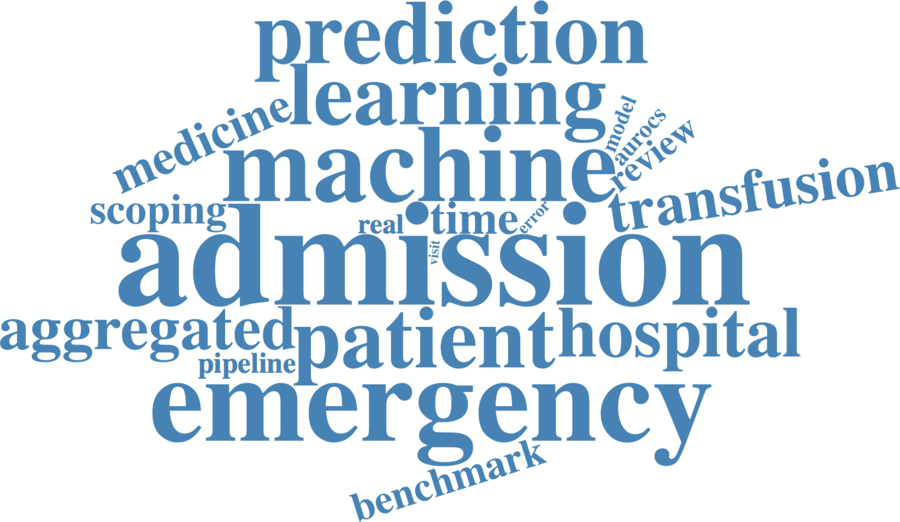 prediction
learning
medicine
model
aurocs
review
machine
transfusion
scoping
real
time
error
visit
admission
aggregated
patient
hospital
pipeline
emergency
benchmark